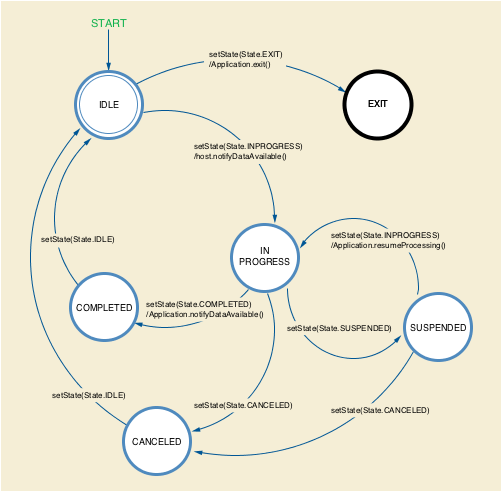 START
setState(State.EXIT)
/Application.exit()
IDLE
EXIT
setState(State.INPROGRESS)
/host.notifyDataAvailable()
setState(State.IDLE)
IN
PROGRESS
setState(State.INPROGRESS)
/Application.resumeProcessing()
COMPLETED
setState(State.COMPLETED)
/Application.notifyDataAvailable()
setState(State.SUSPENDED)
SUSPENDED
setState(State.IDLE)
setState(State.CANCELED)
setState(State.CANCELED)
CANCELED